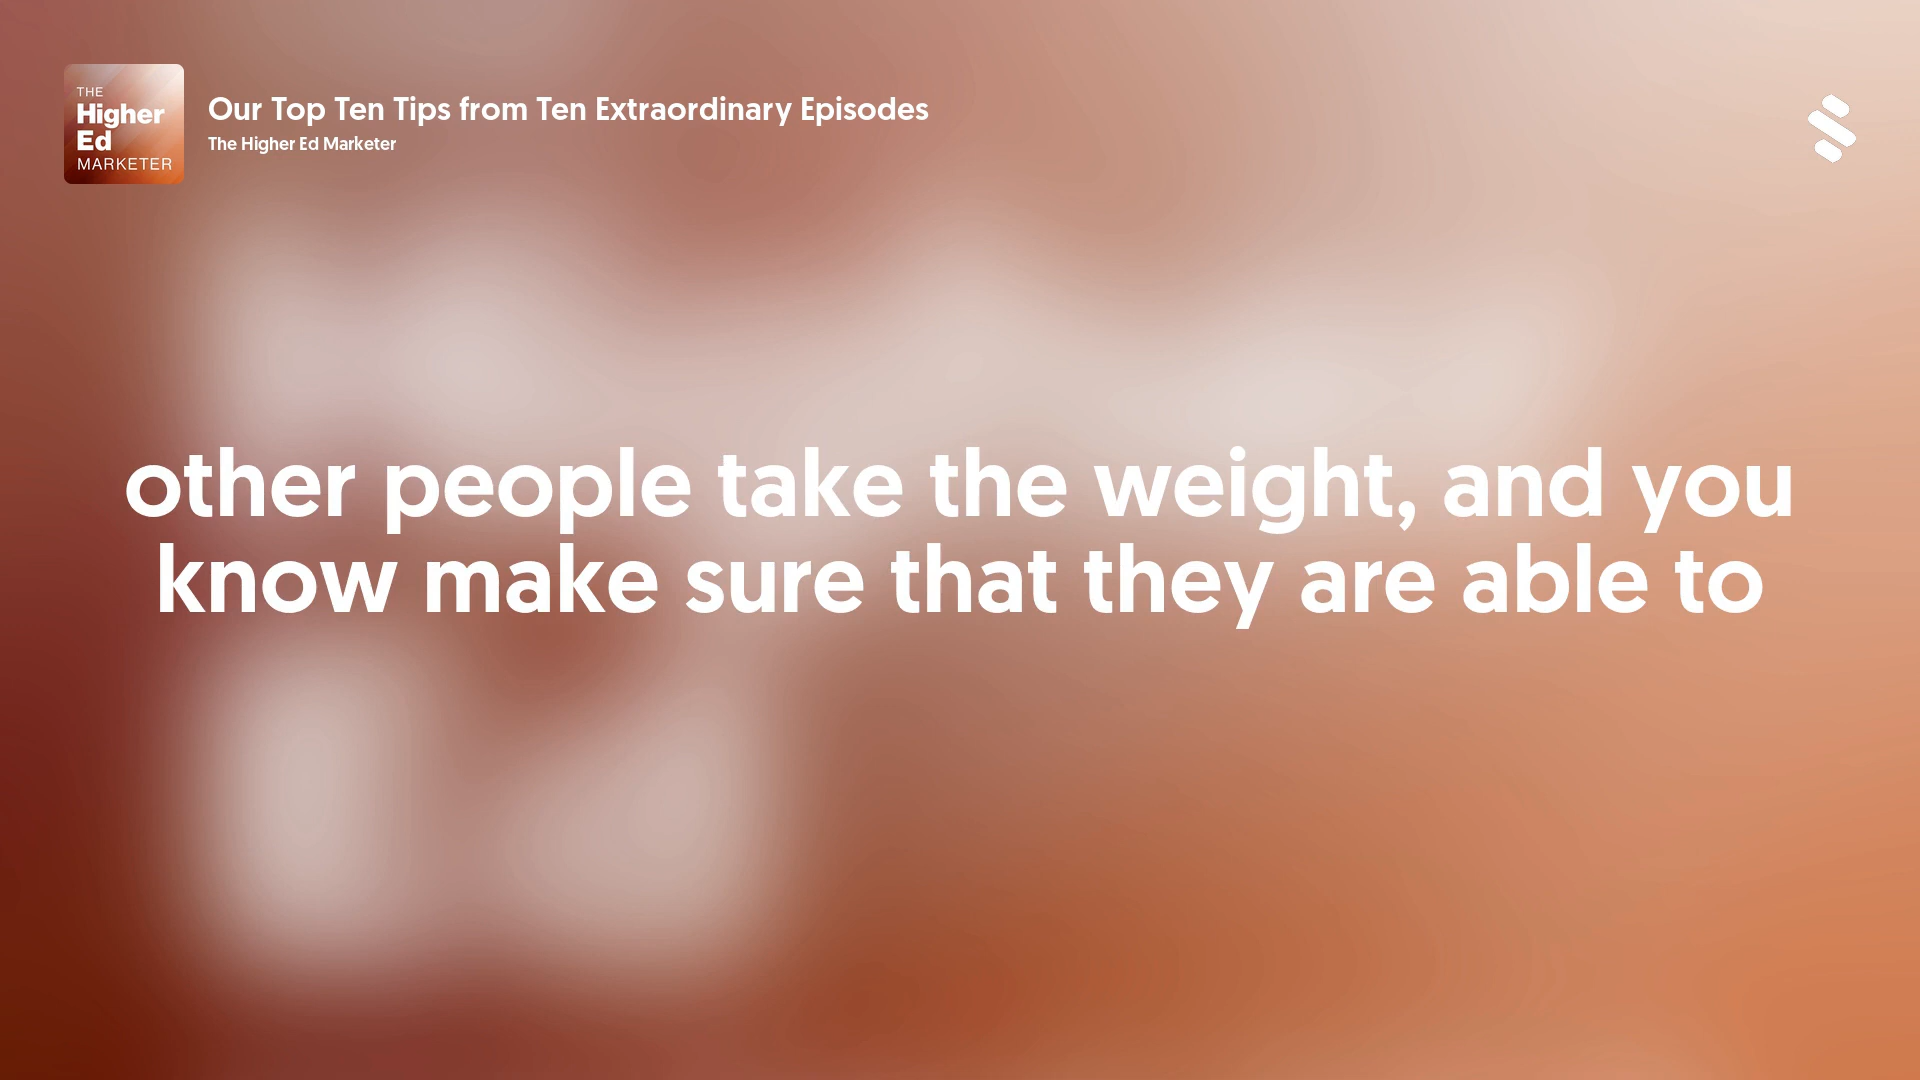 THE
Higher
Ed
MARKETER
Our Top Ten Tips from Ten Extraordinary Episodes
The Higher Ed Marketer
other people take the weight, and you
know make sure that they are able to